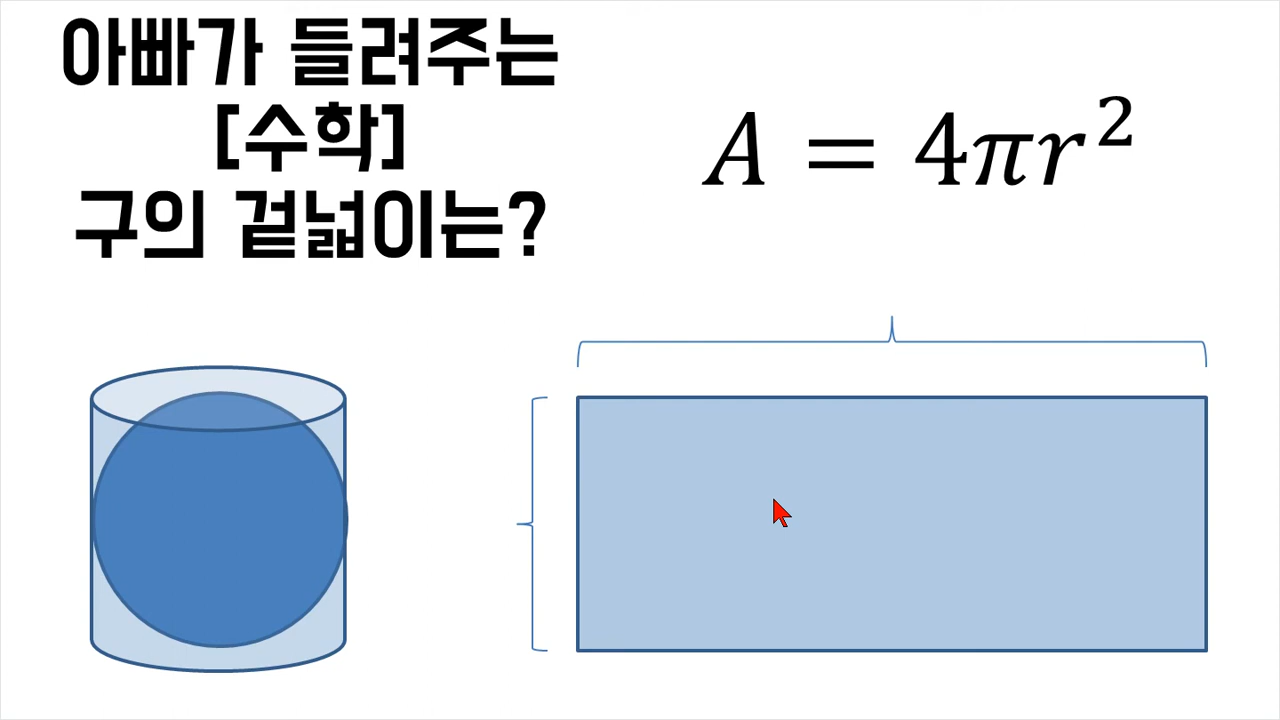 아빠가 들려주는
[수학]
구의 겉넓이는?
A = 4πr²